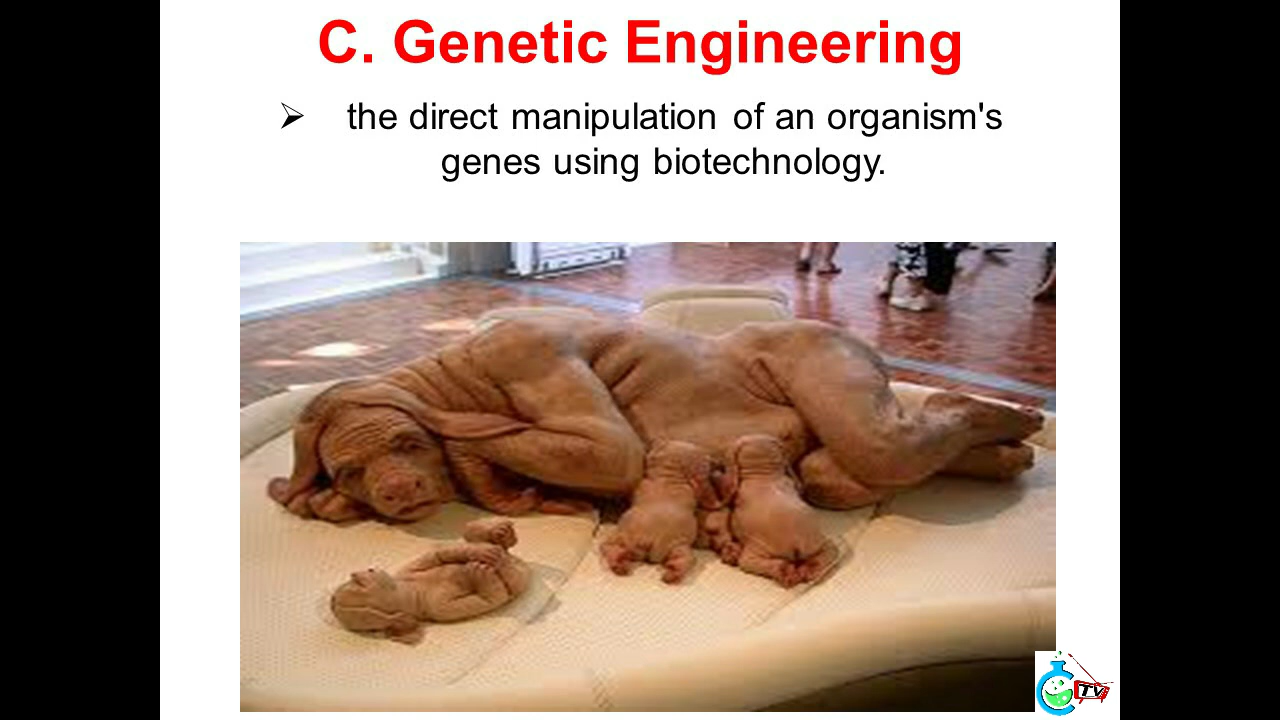 C. Genetic Engineering
➢ the direct manipulation of an organism's
genes using biotechnology.
TV